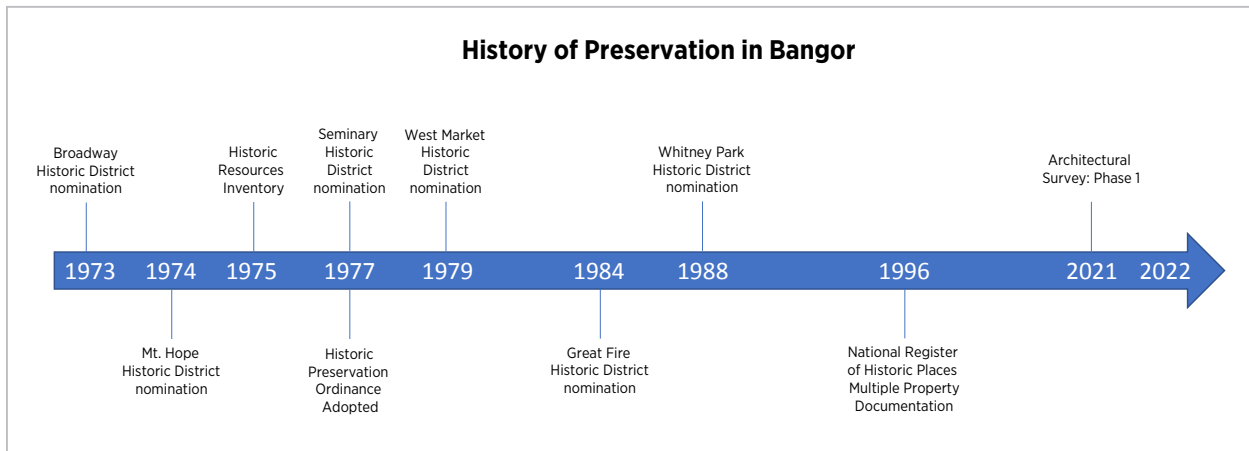 History of Preservation in Bangor
Broadway
Historic District
nomination
Historic
Resources
Inventory
Seminary
Historic
District
nomination
West Market
Historic
District
nomination
Whitney Park
Historic District
nomination
Architectural
Survey: Phase 1
1973 1974 1975 1977 1979 1984 1988 1996 2021 2022
Mt. Hope
Historic District
nomination
Historic
Preservation
Ordinance
Adopted
Great Fire
Historic District
nomination
National Register
of Historic Places
Multiple Property
Documentation